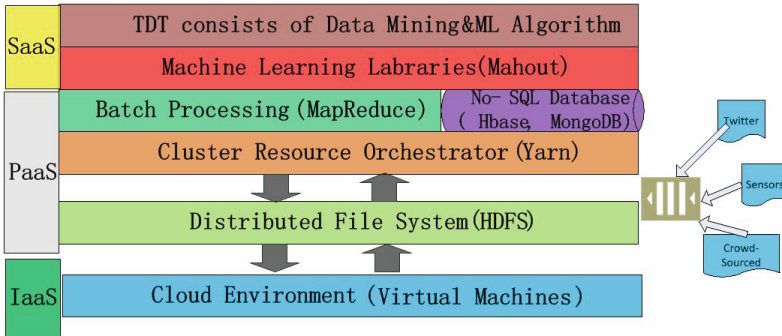 SaaS
TDT consists of Data Mining&ML Algorithm
Machine Learning Labraries(Mahout)
PaaS
Batch Processing (MapReduce)
No- SQL Database
( Hbase, MongoDB)
Cluster Resource Orchestrator (Yarn)
Distributed File System(HDFS)
IaaS
Cloud Environment (Virtual Machines)
Twitter
Sensors
Crowd-
Sourced